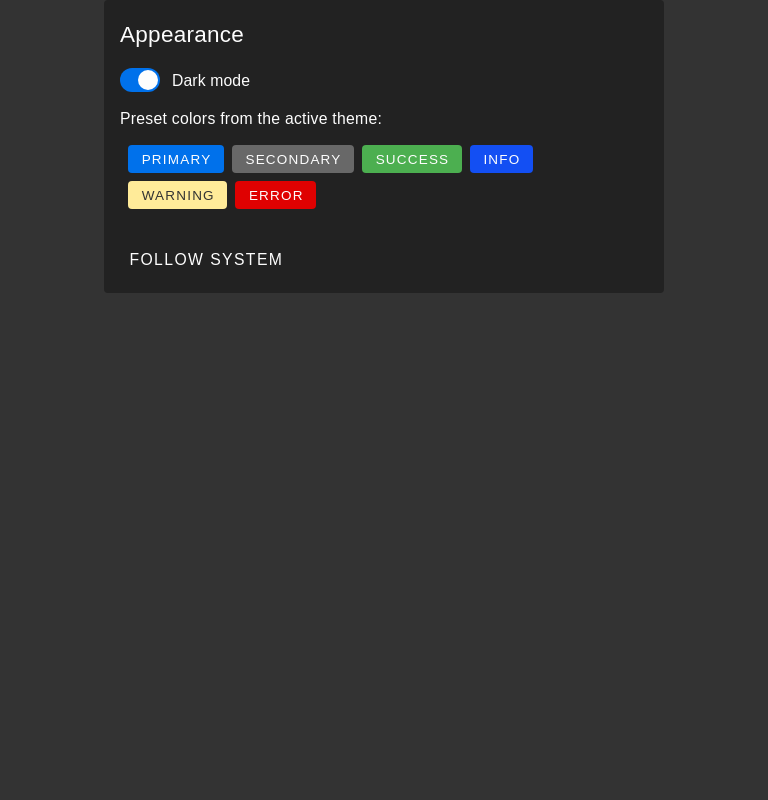 Appearance
Dark mode
Preset colors from the active theme:
PRIMARY SECONDARY SUCCESS INFO
WARNING ERROR
FOLLOW SYSTEM